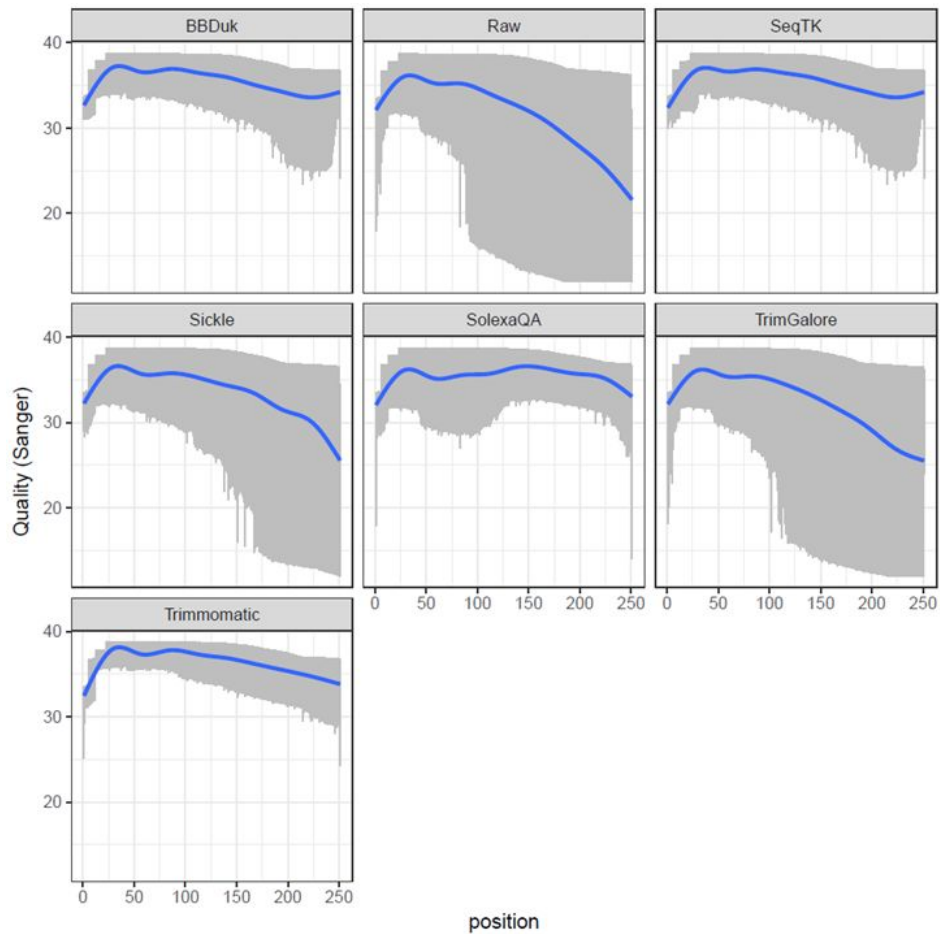 BBDuk Raw SeqTK
40
30
20
Sickle SolexaQA TrimGalore
40
30
20
0 50 100 150 200 250 0 50 100 150 200 250
Trimmomatic
40
30
20
0 50 100 150 200 250
Quality (Sanger)
position